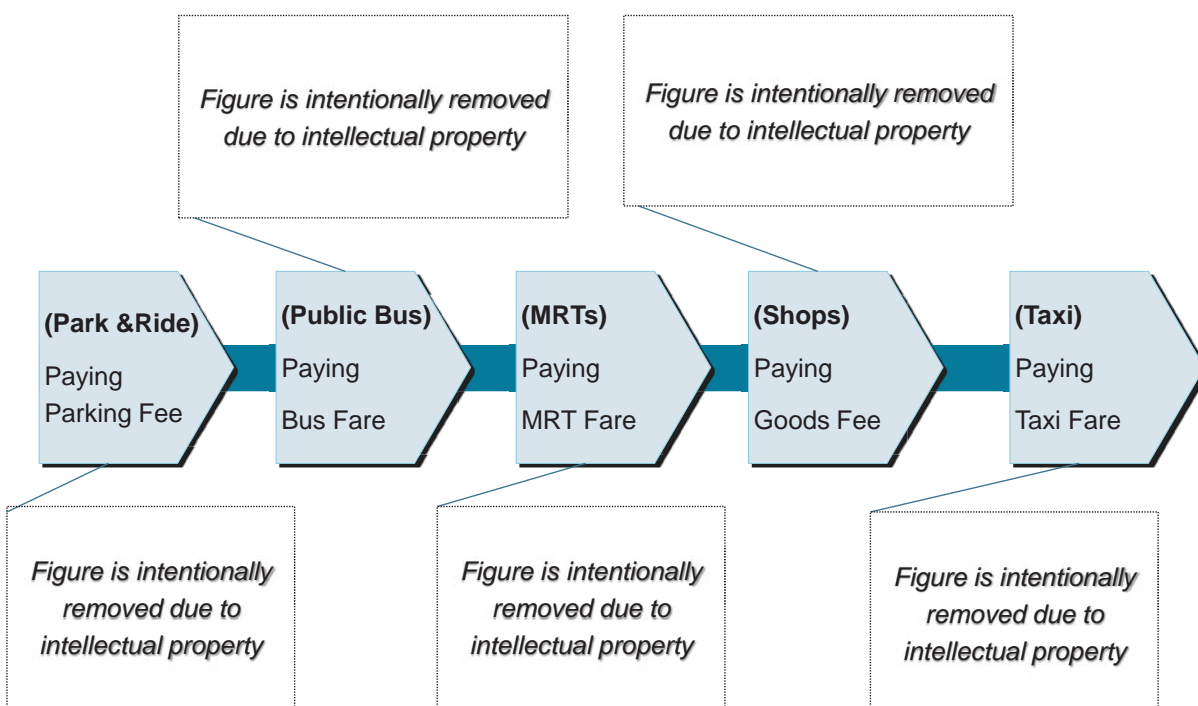 Figure is intentionally removed
due to intellectual property
Figure is intentionally removed
due to intellectual property
(Park &Ride)
Paying
Parking Fee
(Public Bus)
Paying
Bus Fare
(MRTs)
Paying
MRT Fare
(Shops)
Paying
Goods Fee
(Taxi)
Paying
Taxi Fare
Figure is intentionally
removed due to
intellectual property
Figure is intentionally
removed due to
intellectual property
Figure is intentionally
removed due to
intellectual property